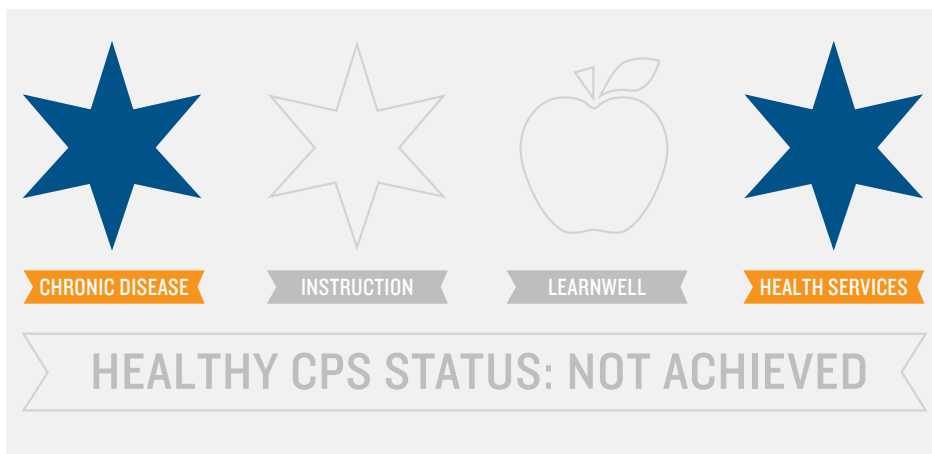 CHRONIC DISEASE
INSTRUCTION
LEARNWELL
HEALTH SERVICES
HEALTHY CPS STATUS: NOT ACHIEVED